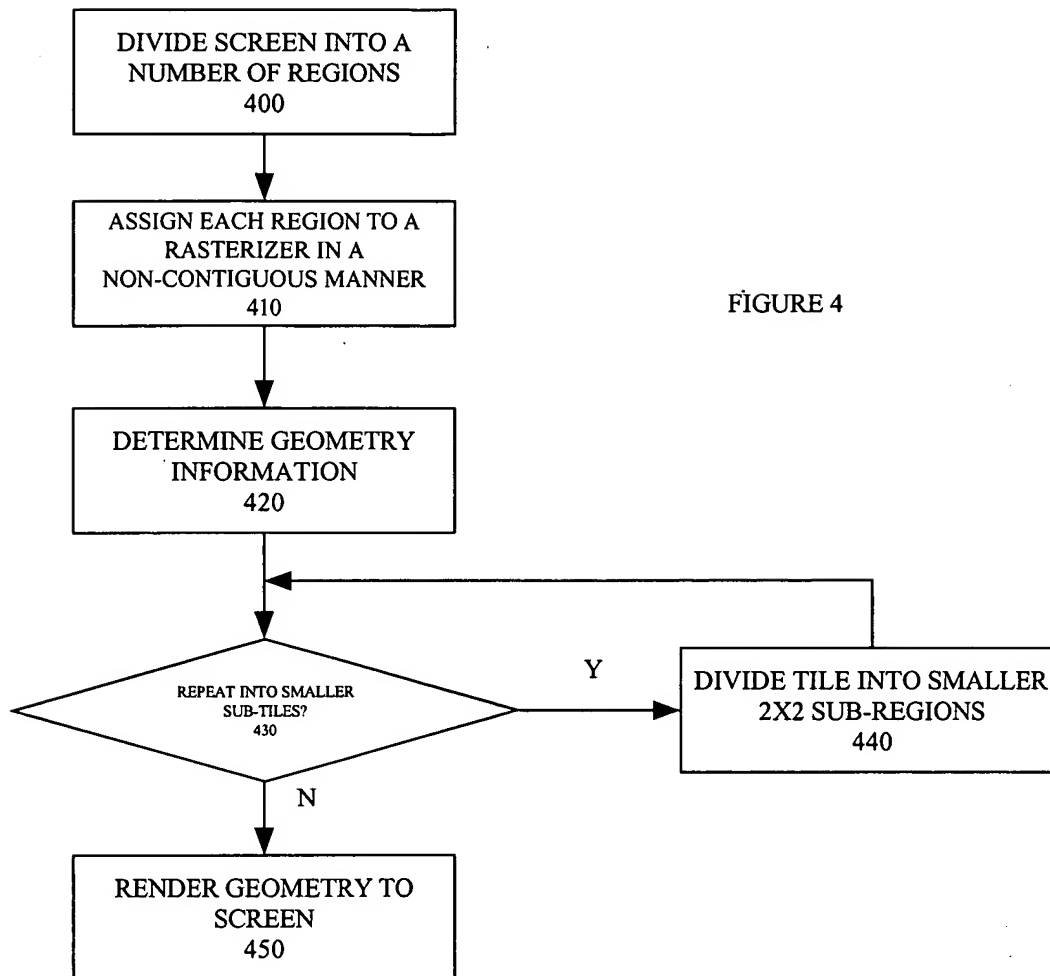 DIVIDE SCREEN INTO A
NUMBER OF REGIONS
400
ASSIGN EACH REGION TO A
RASTERIZER IN A
NON-CONTIGUOUS MANNER
410
FIGURE 4
DETERMINE GEOMETRY
INFORMATION
420
REPEAT INTO SMALLER
SUB-TILES?
430
Y
DIVIDE TILE INTO SMALLER
2X2 SUB-REGIONS
440
N
RENDER GEOMETRY TO
SCREEN
450